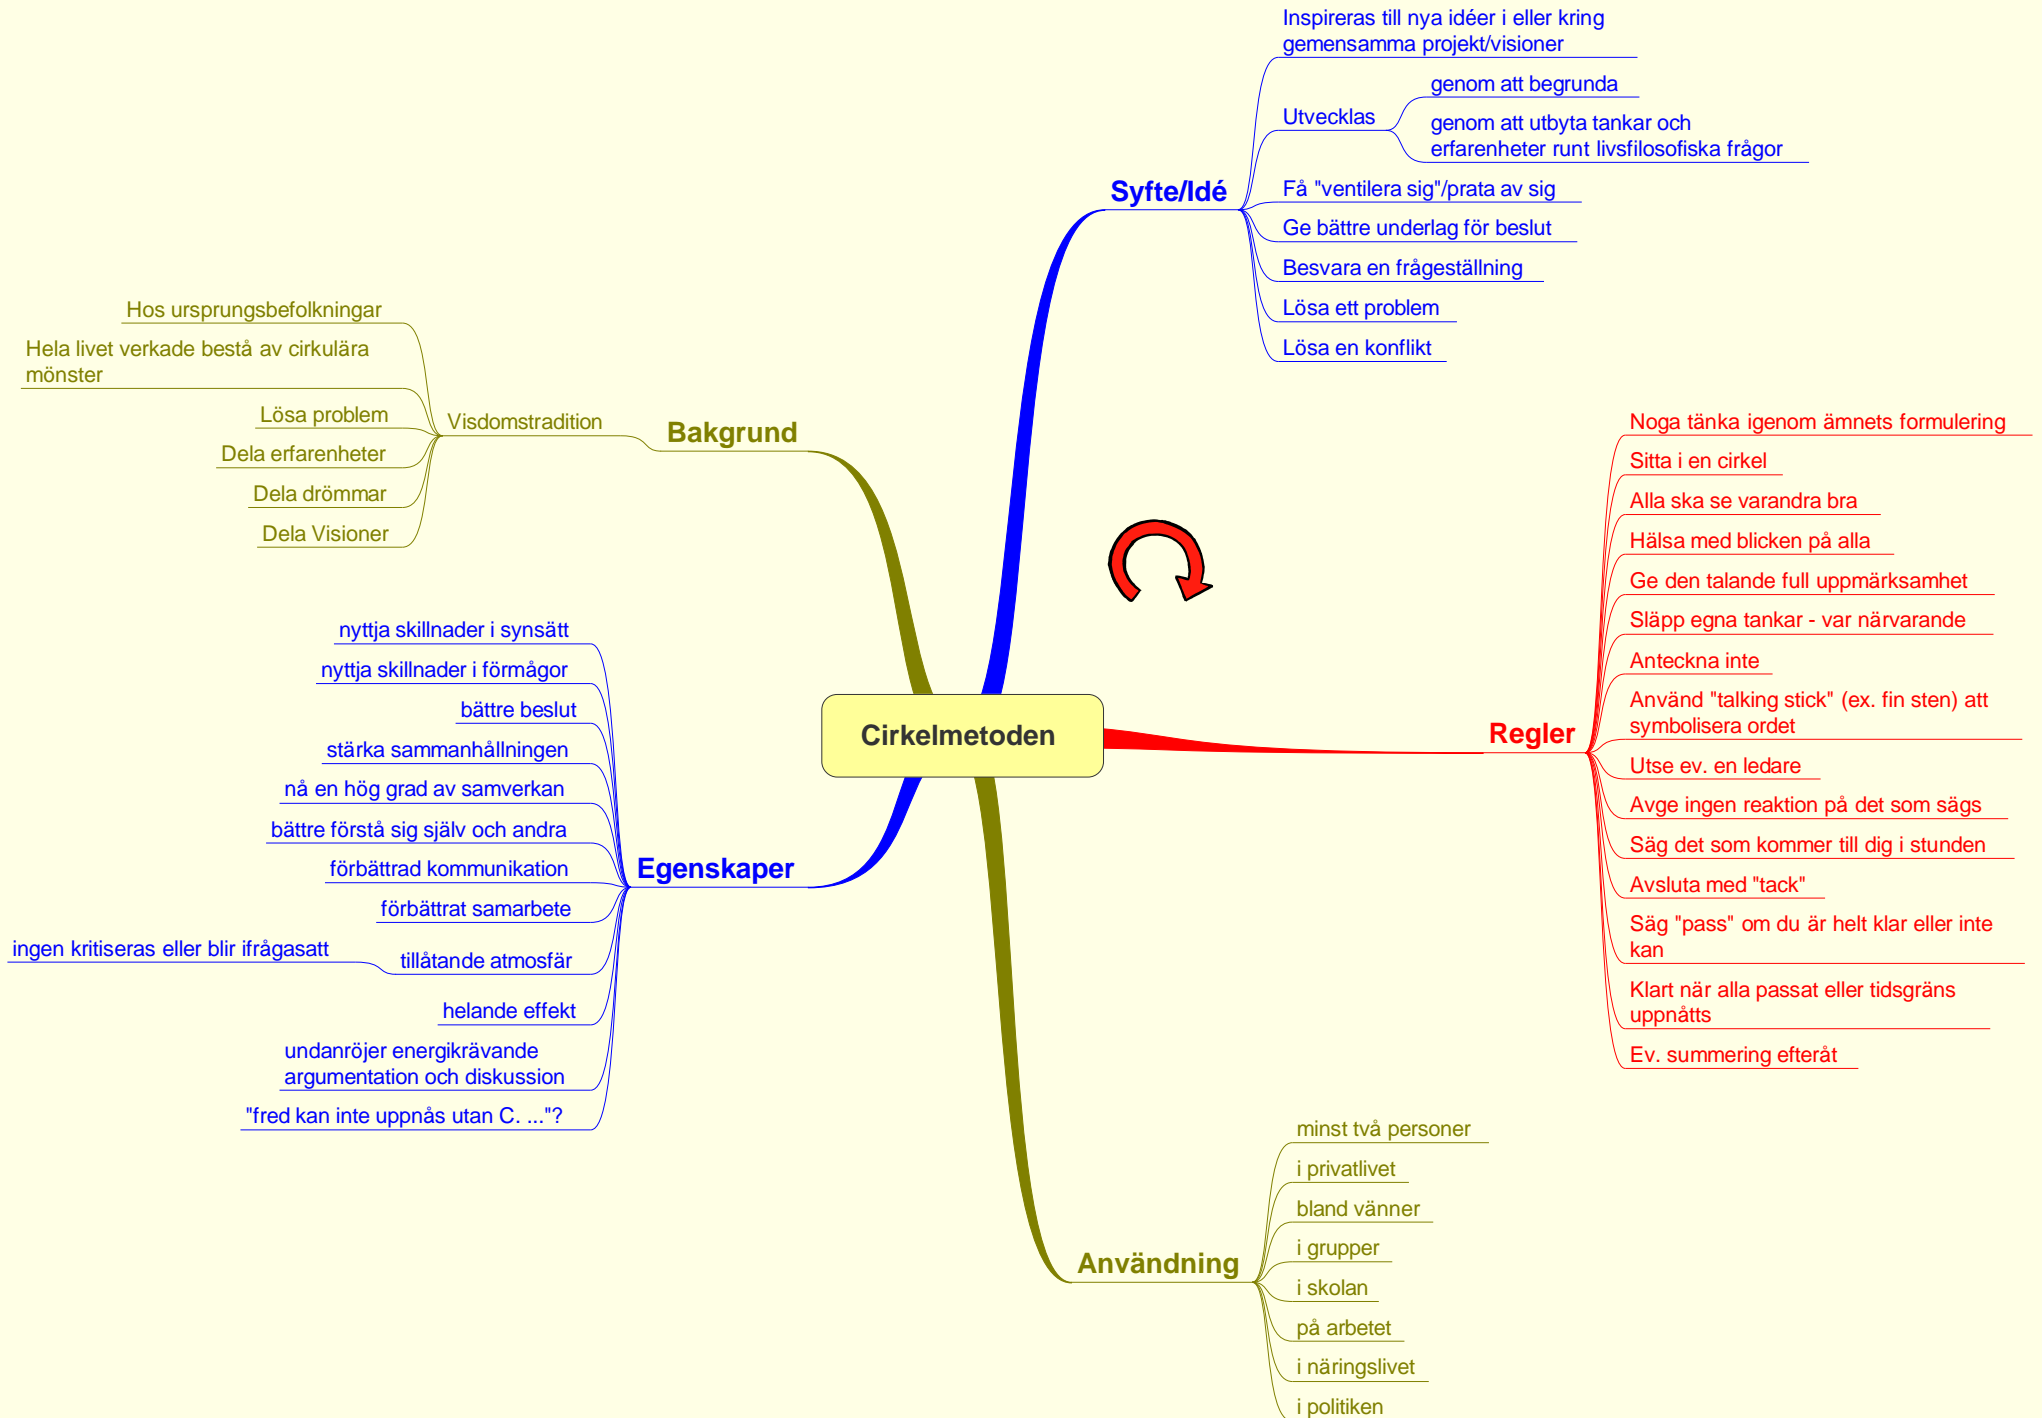 Cirkelmetoden
Syfte/Idé
Inspireras till nya idéer i eller kring
gemensamma projekt/visioner
Utvecklas
genom att begrunda
genom att utbyta tankar och
erfarenheter runt livsfilosofiska frågor
Få "ventilera sig"/prata av sig
Ge bättre underlag för beslut
Besvara en frågeställning
Lösa ett problem
Lösa en konflikt
Regler
Noga tänka igenom ämnets formulering
Sitta i en cirkel
Alla ska se varandra bra
Hälsa med blicken på alla
Ge den talande full uppmärksamhet
Släpp egna tankar - var närvarande
Anteckna inte
Använd "talking stick" (ex. fin sten) att
symbolisera ordet
Utse ev. en ledare
Avge ingen reaktion på det som sägs
Säg det som kommer till dig i stunden
Avsluta med "tack"
Säg "pass" om du är helt klar eller inte
kan
Klart när alla passat eller tidsgräns
uppnåtts
Ev. summering efteråt
Användning
minst två personer
i privatlivet
bland vänner
i grupper
i skolan
på arbetet
i näringslivet
i politiken
Egenskaper
nyttja skillnader i synsätt
nyttja skillnader i förmågor
bättre beslut
stärka sammanhållningen
nå en hög grad av samverkan
bättre förstå sig själv och andra
förbättrad kommunikation
förbättrat samarbete
tillåtande atmosfär
ingen kritiseras eller blir ifrågasatt
helande effekt
undanröjer energikrävande
argumentation och diskussion
"fred kan inte uppnås utan C. ..."?
Bakgrund
Visdomstradition
Hos ursprungsbefolkningar
Hela livet verkade bestå av cirkulära
mönster
Lösa problem
Dela erfarenheter
Dela drömmar
Dela Visioner